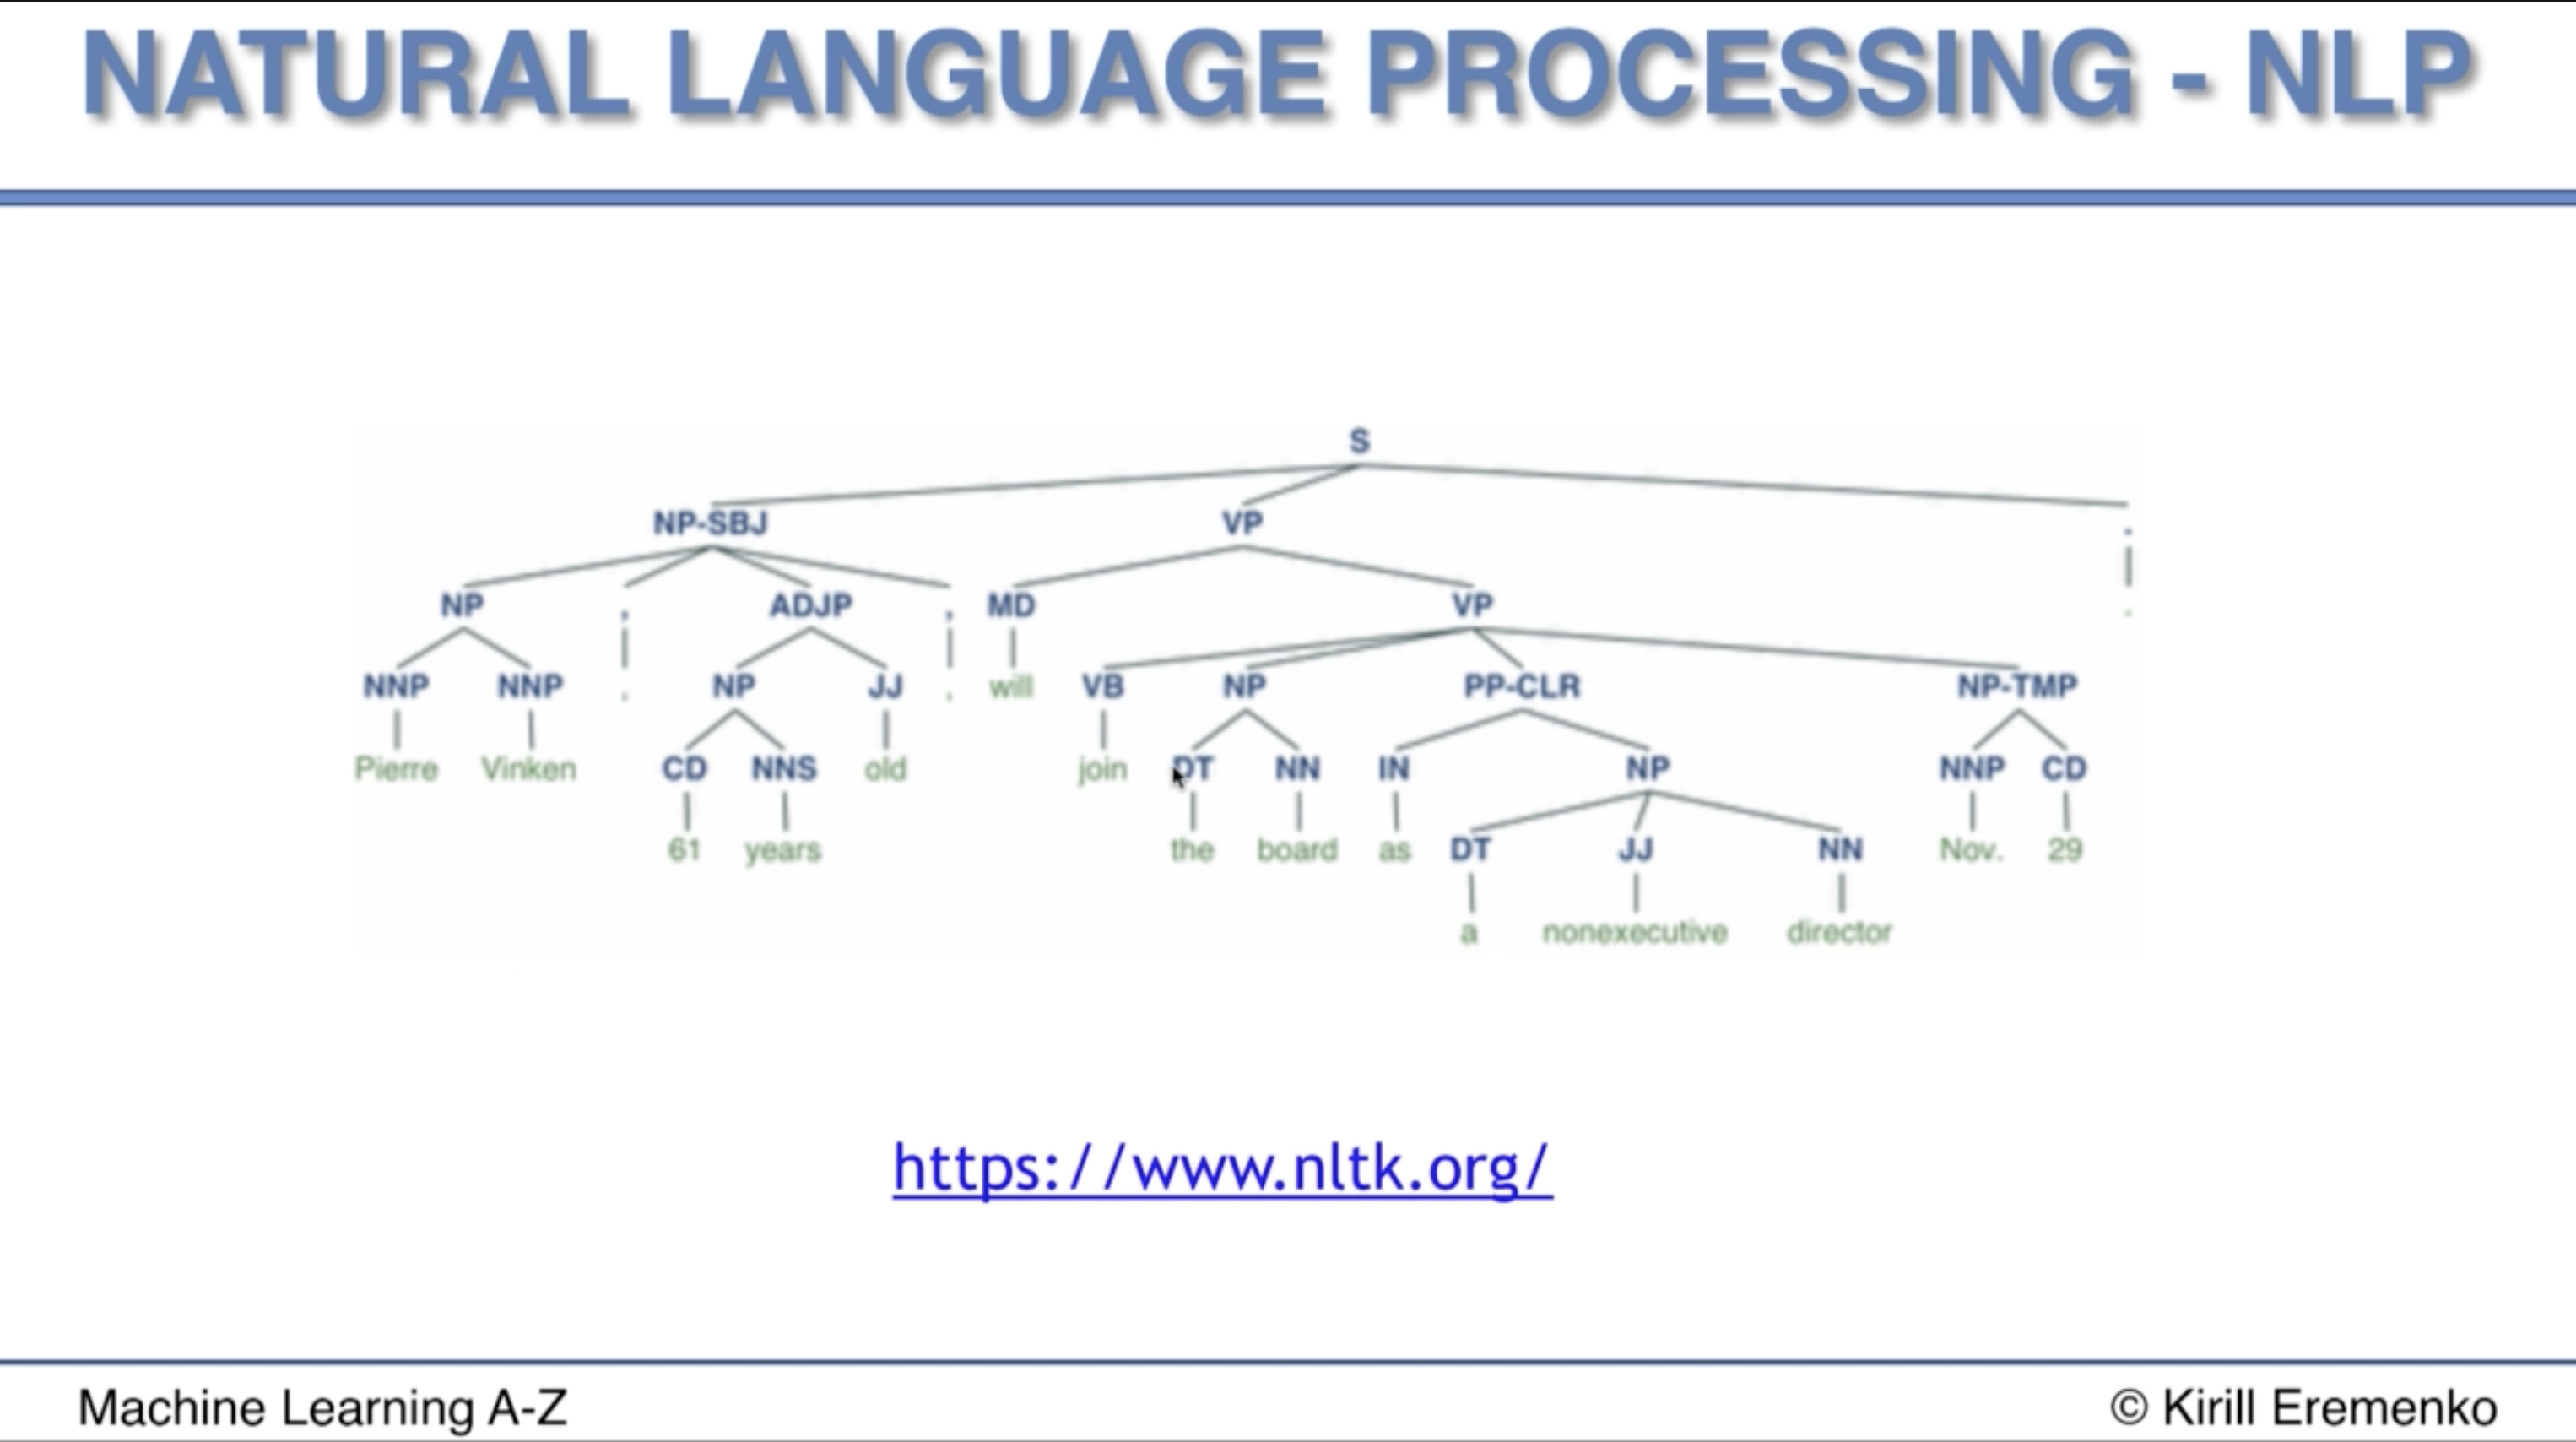 NATURAL LANGUAGE PROCESSING - NLP
S
NP-SBJ VP .
NP , ADJP , MD VP .
NNP NNP , NP JJ , will VB NP PP-CLR NP-TMP
Pierre Vinken CD NNS old join DT NN IN NP NNP CD
61 years the board as DT JJ NN Nov. 29
a nonexecutive director
https://www.nltk.org/
Machine Learning A-Z © Kirill Eremenko